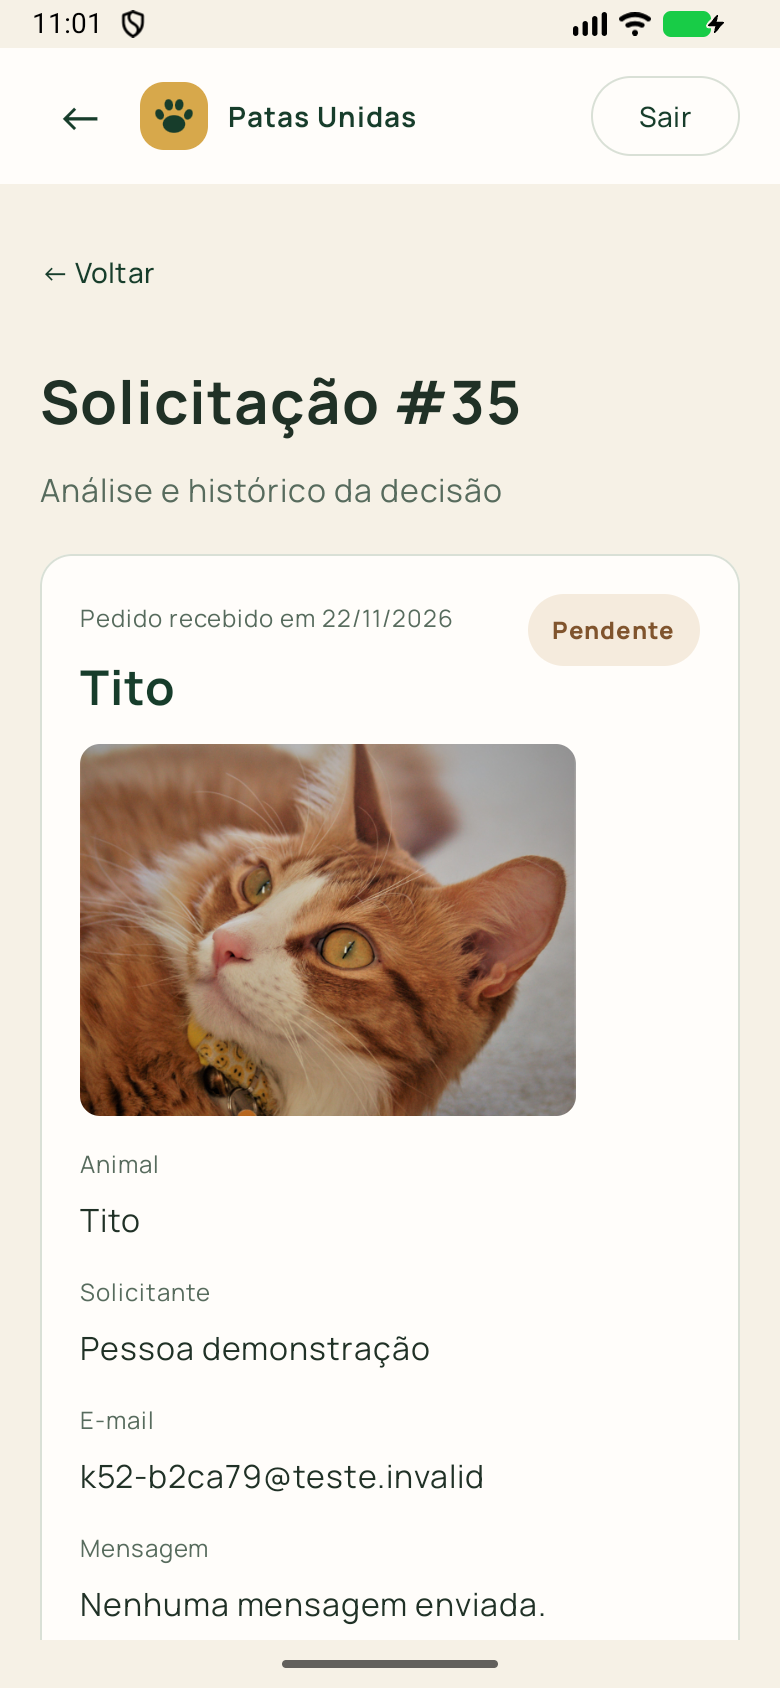 11:01
Patas Unidas
Sair
← Voltar
Solicitação #35
Análise e histórico da decisão
Pedido recebido em 22/11/2026
Pendente
Tito
Animal
Tito
Solicitante
Pessoa demonstração
E-mail
k52-b2ca79@teste.invalid
Mensagem
Nenhuma mensagem enviada.